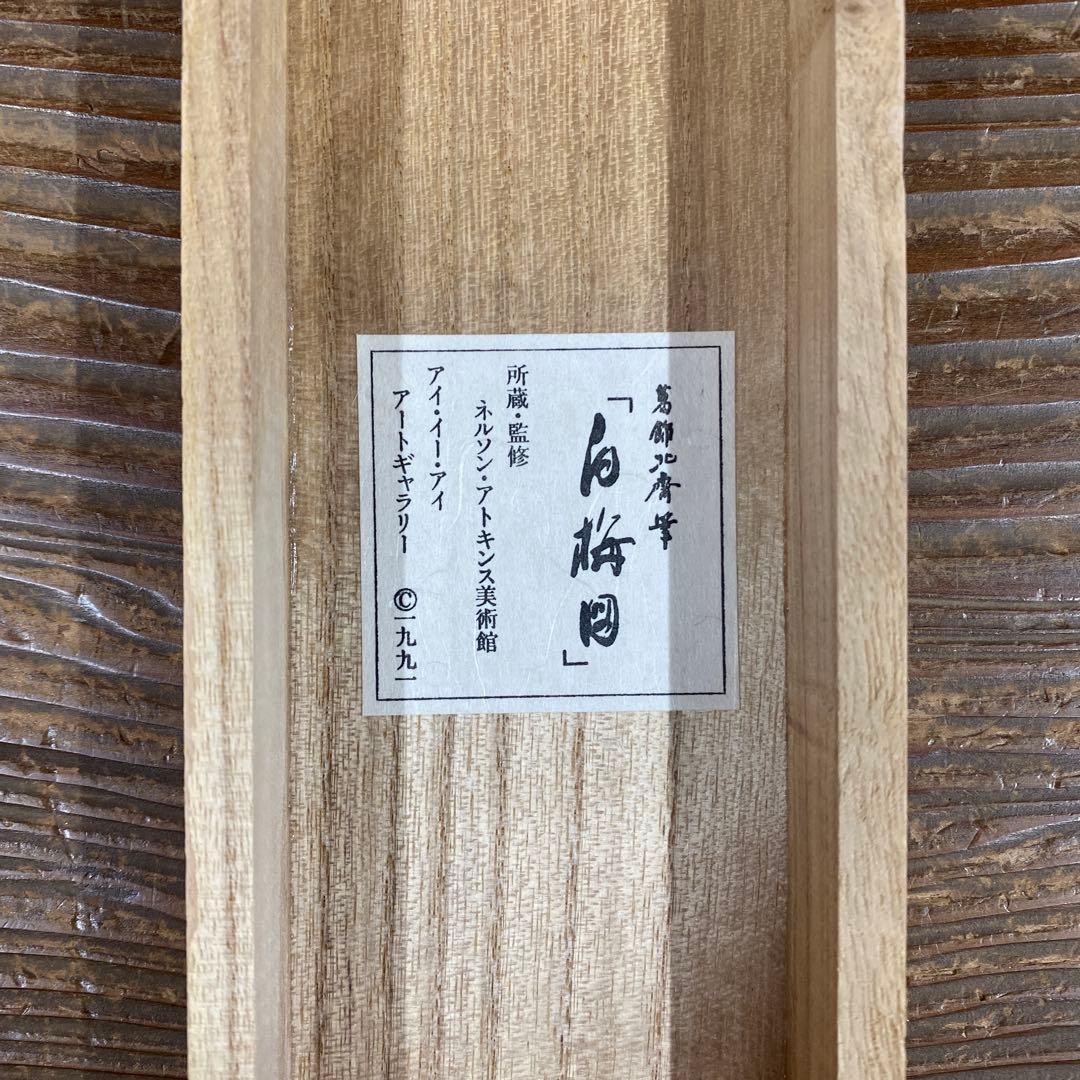 葛飾北齋筆
「白梅図」
所蔵・監修
ネルソン・アトキンス美術館
アイ・イー・アイ
アートギャラリー ©一九九一